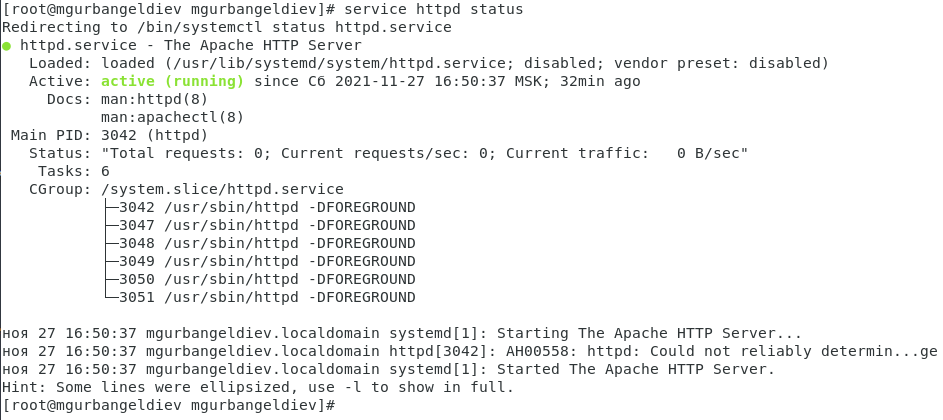 [root@mgurbangeldiev mgurbangeldiev]# service httpd status
Redirecting to /bin/systemctl status httpd.service
● httpd.service - The Apache HTTP Server
   Loaded: loaded (/usr/lib/systemd/system/httpd.service; disabled; vendor preset: disabled)
   Active: active (running) since Сб 2021-11-27 16:50:37 MSK; 32min ago
     Docs: man:httpd(8)
           man:apachectl(8)
 Main PID: 3042 (httpd)
   Status: "Total requests: 0; Current requests/sec: 0; Current traffic:   0 B/sec"
    Tasks: 6
   CGroup: /system.slice/httpd.service
           ├─3042 /usr/sbin/httpd -DFOREGROUND
           ├─3047 /usr/sbin/httpd -DFOREGROUND
           ├─3048 /usr/sbin/httpd -DFOREGROUND
           ├─3049 /usr/sbin/httpd -DFOREGROUND
           ├─3050 /usr/sbin/httpd -DFOREGROUND
           └─3051 /usr/sbin/httpd -DFOREGROUND

ноя 27 16:50:37 mgurbangeldiev.localdomain systemd[1]: Starting The Apache HTTP Server...
ноя 27 16:50:37 mgurbangeldiev.localdomain httpd[3042]: AH00558: httpd: Could not reliably determin...ge
ноя 27 16:50:37 mgurbangeldiev.localdomain systemd[1]: Started The Apache HTTP Server.
Hint: Some lines were ellipsized, use -l to show in full.
[root@mgurbangeldiev mgurbangeldiev]#